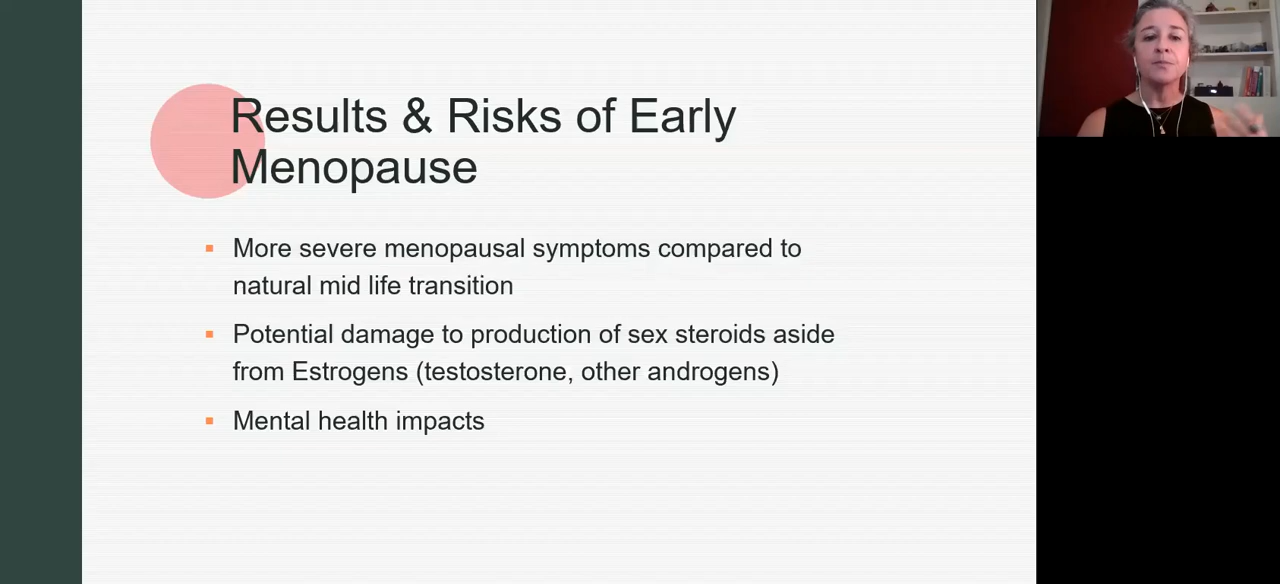 Results & Risks of Early
Menopause
More severe menopausal symptoms compared to
natural mid life transition
Potential damage to production of sex steroids aside
from Estrogens (testosterone, other androgens)
Mental health impacts